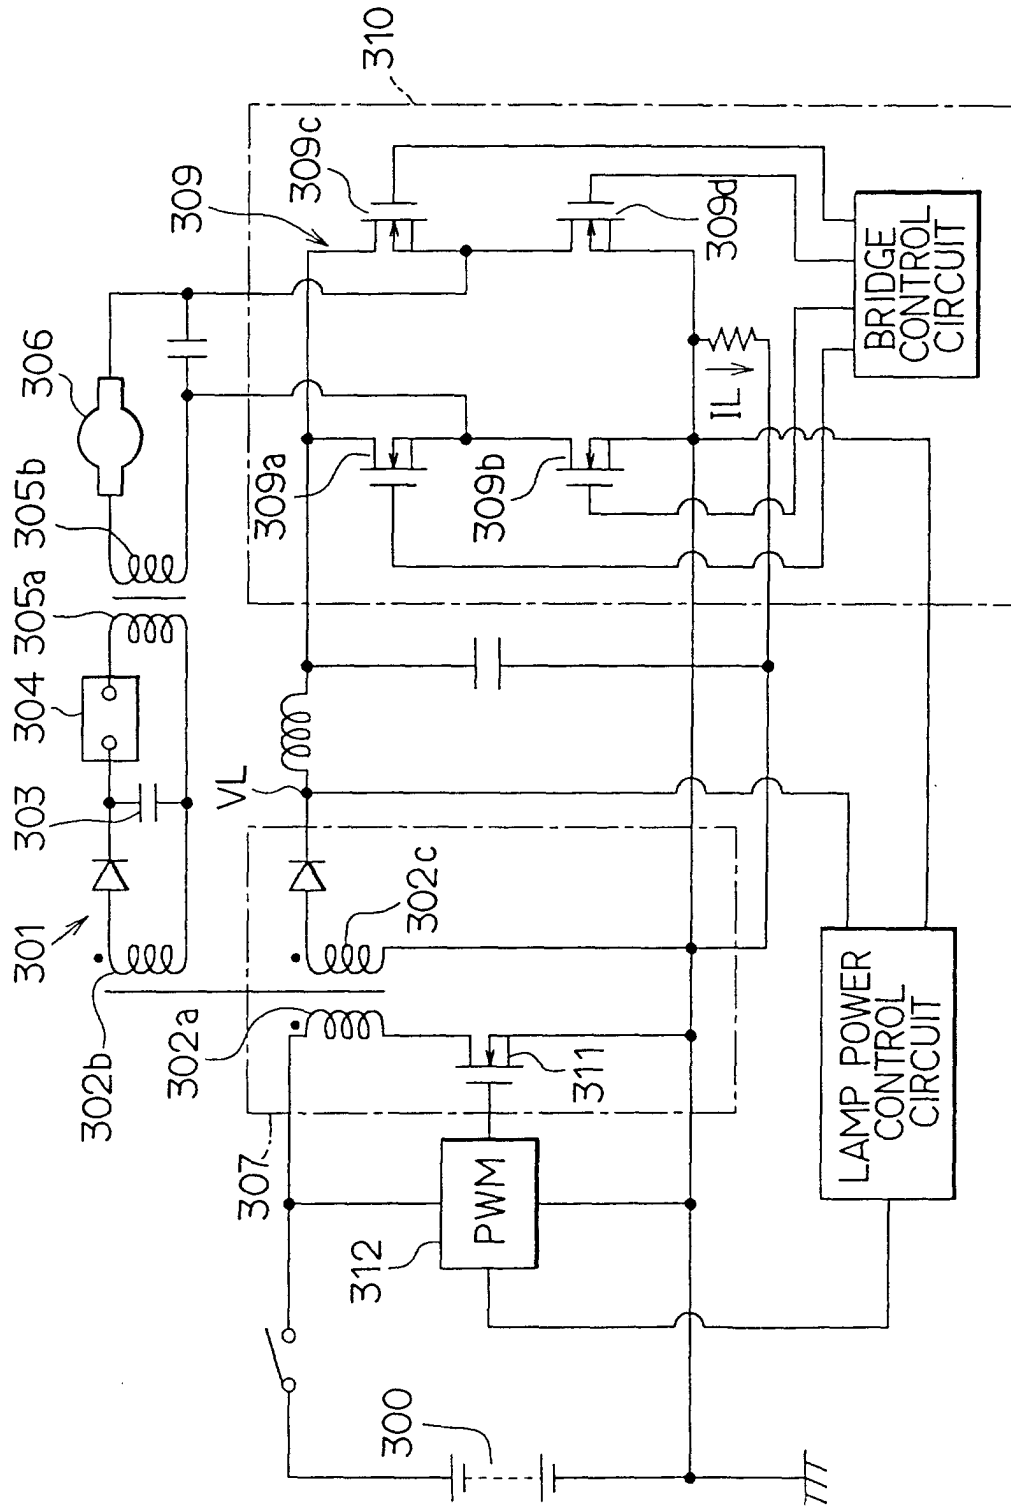 310
309
309c
309d
306
305b
305a
304
303
301
302b
302a
302c
VL
309a
309b
IL
BRIDGE
CONTROL
CIRCUIT
307
311
312
PWM
LAMP POWER
CONTROL
CIRCUIT
300